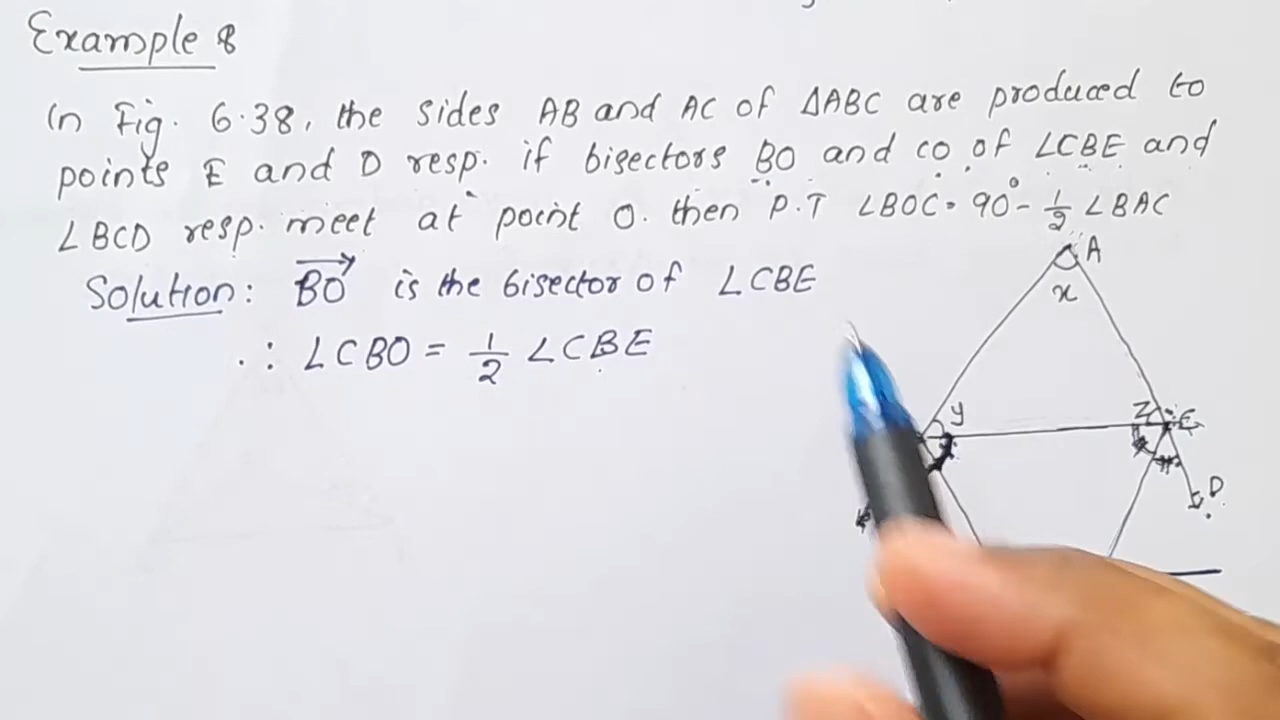 Example 8
In Fig. 6.38, the sides AB and AC of ΔABC are produced to
points E and D resp. if bisectors BO and CO of ∠CBE and
∠BCD resp. meet at point O. then P.T ∠BOC = 90° - 1/2 ∠BAC
Solution: BO→ is the bisector of ∠CBE
∴ ∠CBO = 1/2 ∠CBE
A
x
y
Z
D